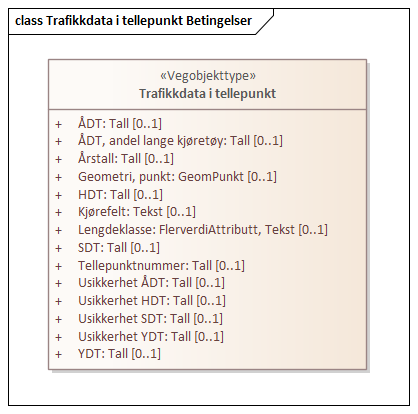 class Trafikkdata i tellepunkt Betingelser
«Vegobjekttype»
Trafikkdata i tellepunkt
+ ÅDT: Tall [0..1]
+ ÅDT, andel lange kjøretøy: Tall [0..1]
+ Årstall: Tall [0..1]
+ Geometri, punkt: GeomPunkt [0..1]
+ HDT: Tall [0..1]
+ Kjørefelt: Tekst [0..1]
+ Lengdeklasse: FlerverdiAttributt, Tekst [0..1]
+ SDT: Tall [0..1]
+ Tellepunktnummer: Tall [0..1]
+ Usikkerhet ÅDT: Tall [0..1]
+ Usikkerhet HDT: Tall [0..1]
+ Usikkerhet SDT: Tall [0..1]
+ Usikkerhet YDT: Tall [0..1]
+ YDT: Tall [0..1]